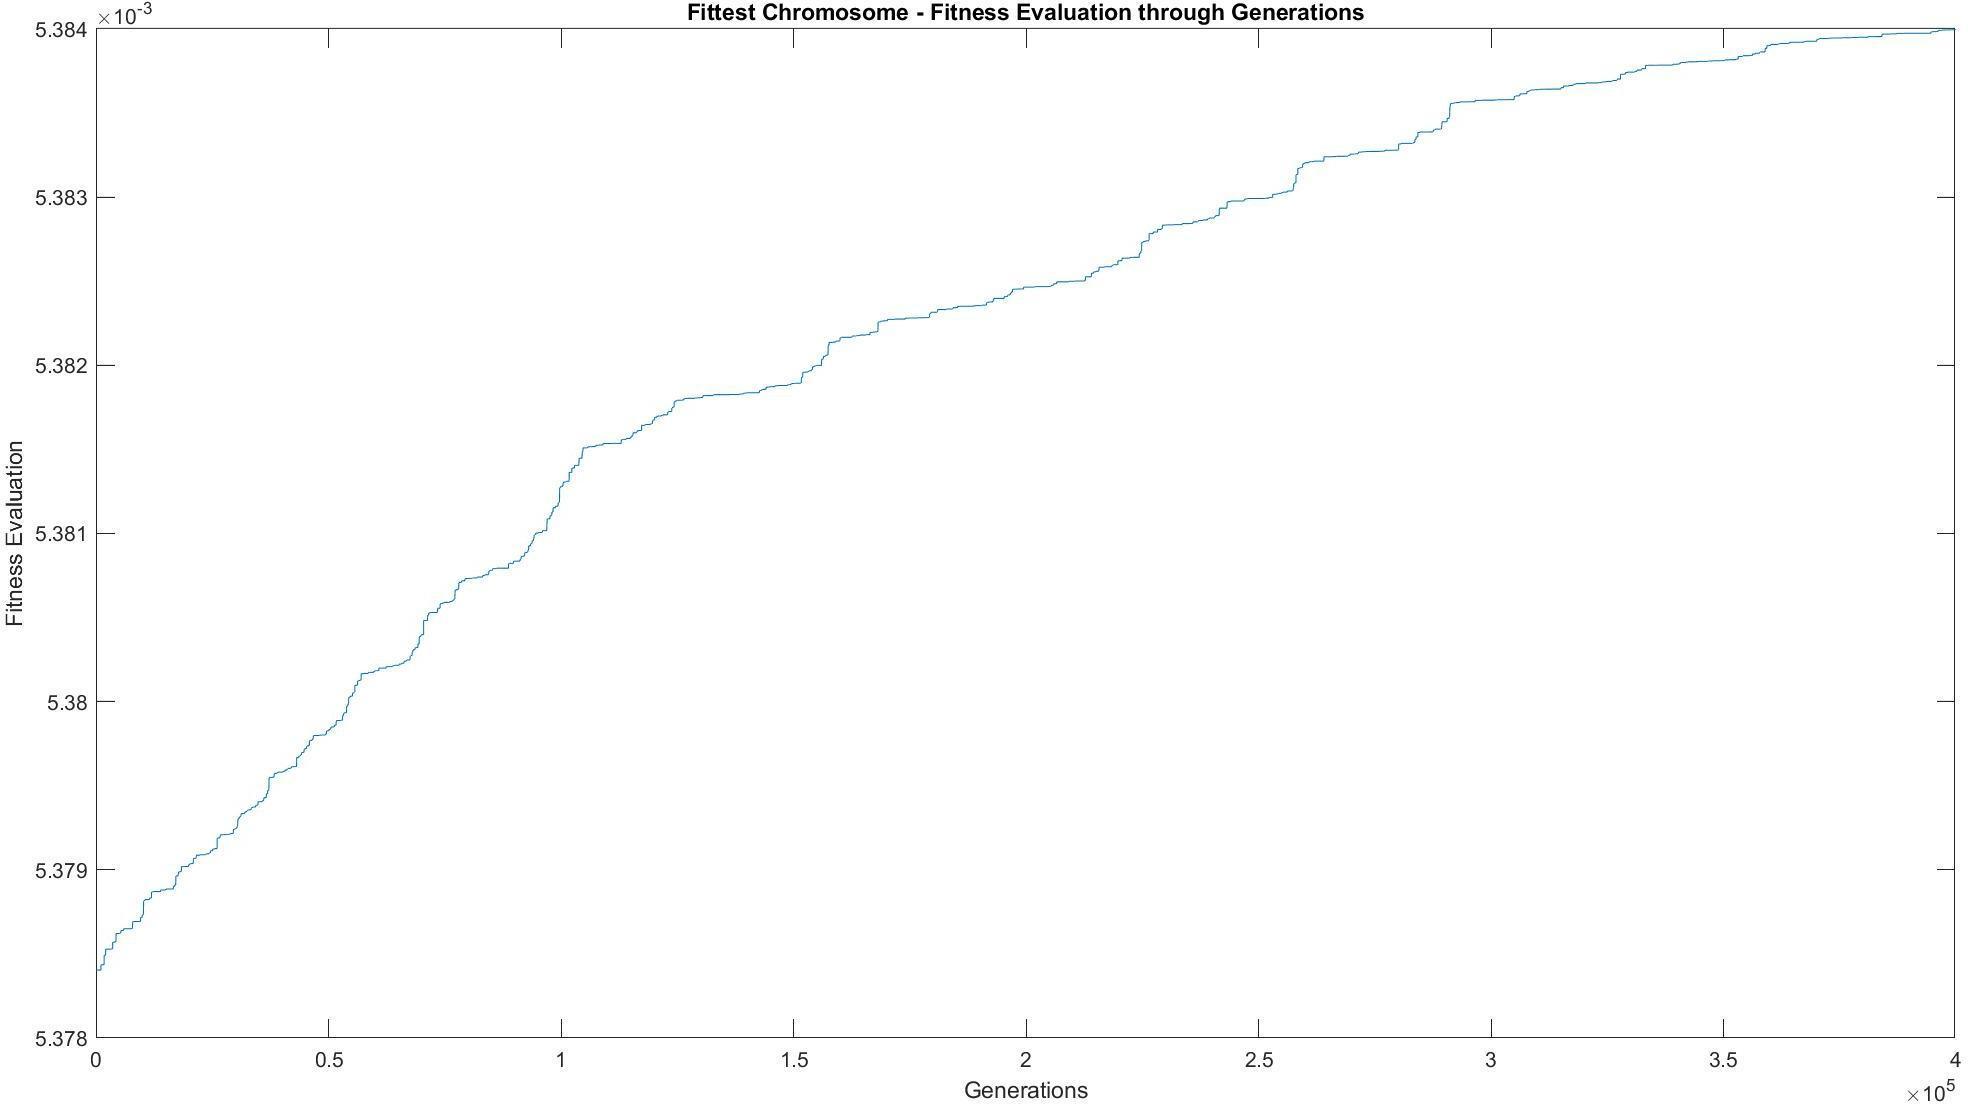 Fittest Chromosome - Fitness Evaluation through Generations
×10-3
5.384
5.383
5.382
5.381
5.38
5.379
5.378
Fitness Evaluation
0 0.5 1 1.5 2 2.5 3 3.5 4
Generations
×105